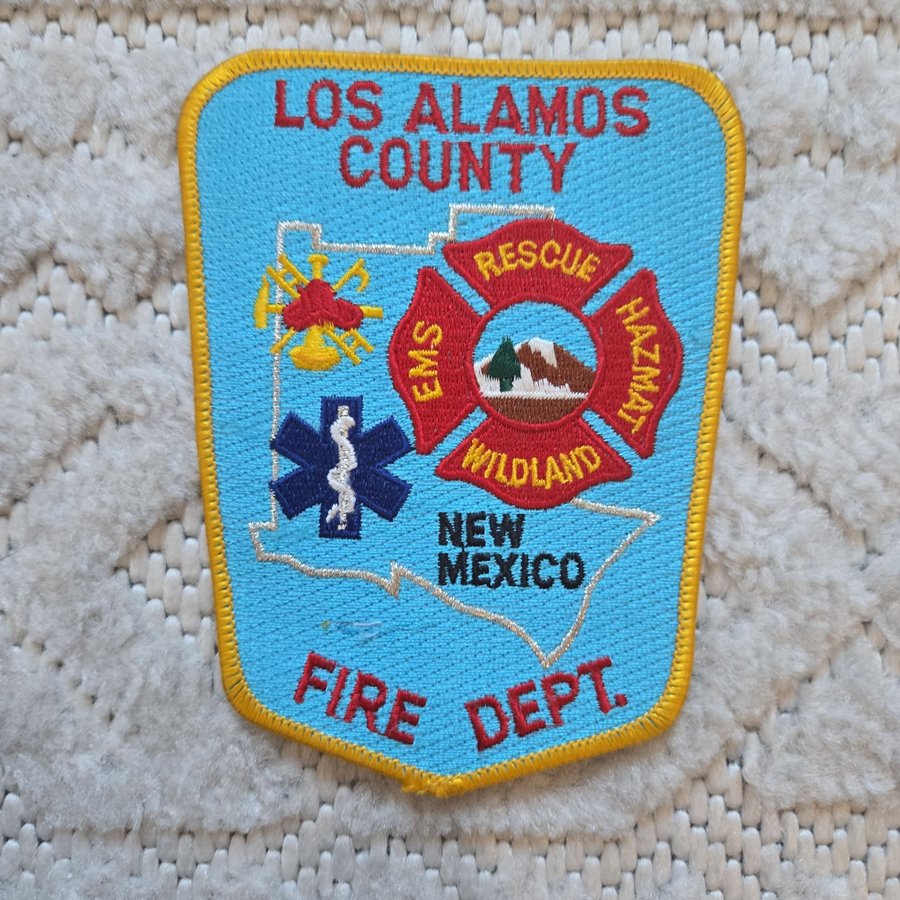 LOS ALAMOS
COUNTY
RESCUE
EMS
HAZMAT
WILDLAND
NEW
MEXICO
FIRE DEPT.